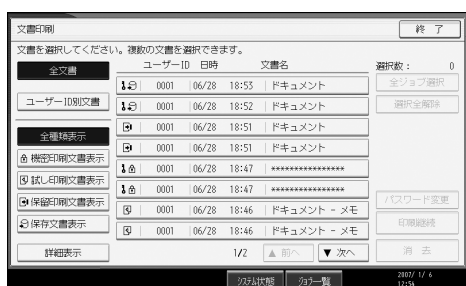 文書印刷
終 了
文書を選択してください。複数の文書を選択できます。
全文書
ユーザーID 日時 文書名
選択数： 0
0001 06/28 18:53 ドキュメント
全ジョブ選択
ユーザーID別文書
0001 06/28 18:52 ドキュメント
選択全解除
0001 06/28 18:51 ドキュメント
全種類表示
0001 06/28 18:51 ドキュメント
機密印刷文書表示
0001 06/28 18:47 ****************
試し印刷文書表示
0001 06/28 18:47 ****************
保留印刷文書表示
0001 06/28 18:46 ドキュメント - メモ
パスワード変更
保存文書表示
0001 06/28 18:46 ドキュメント - メモ
印刷継続
詳細表示
1/2
▲ 前へ
▼ 次へ
消 去
システム状態
ジョブ一覧
2007/ 1/ 6
12:54